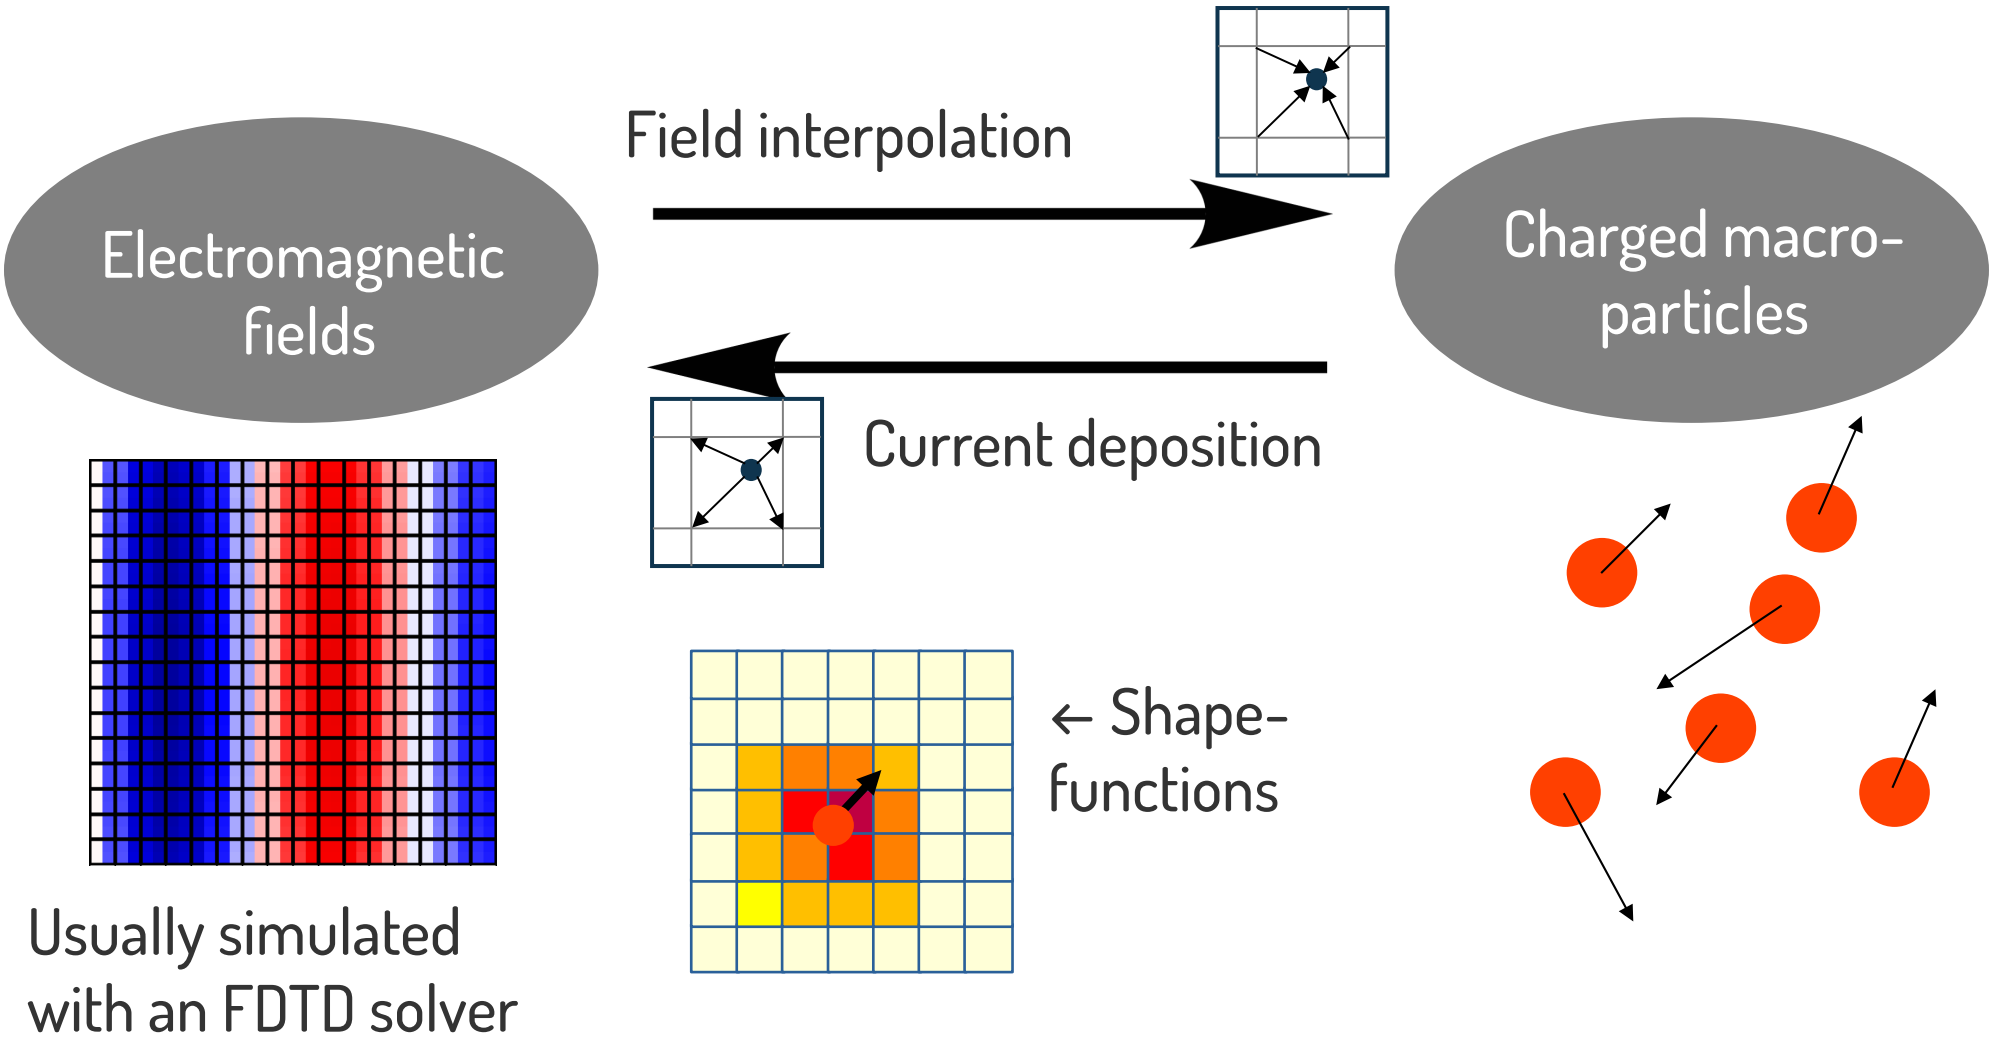 Field interpolation
Electromagnetic
fields
Charged macro-
particles
Current deposition
← Shape-
functions
Usually simulated
with an FDTD solver